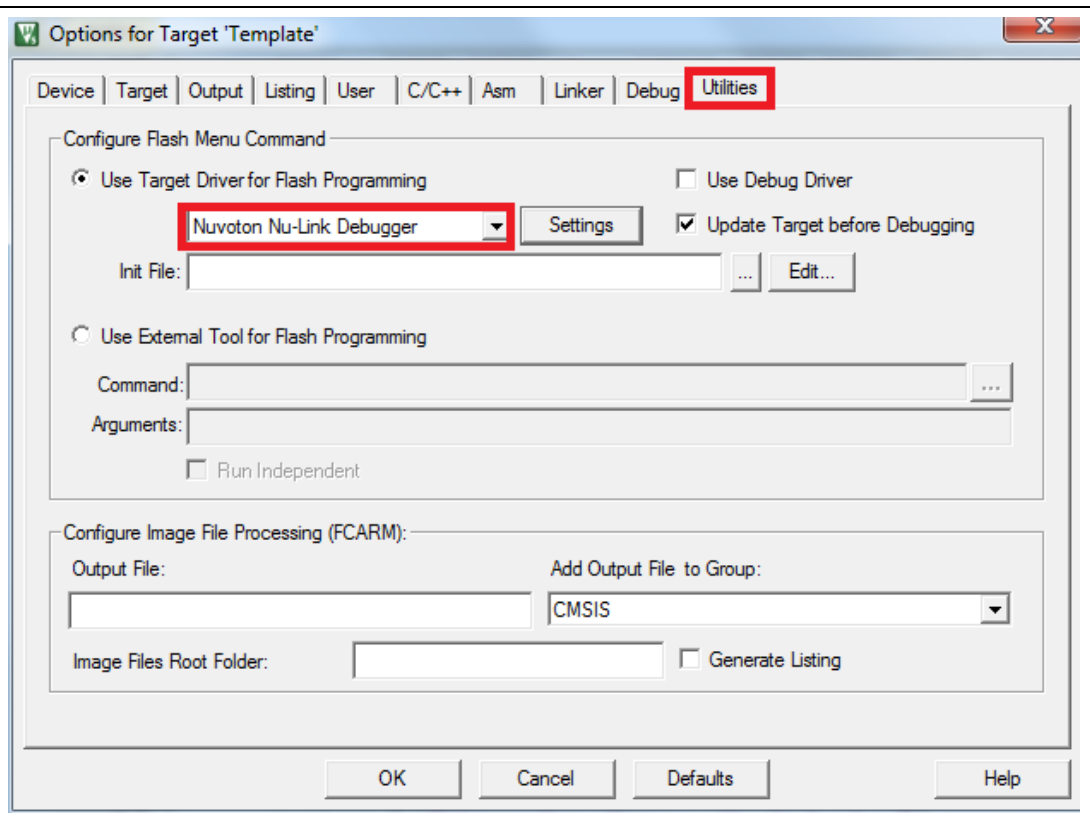 Options for Target 'Template'
Device Target Output Listing User C/C++ Asm Linker Debug Utilities
Configure Flash Menu Command
Use Target Driver for Flash Programming Use Debug Driver
Nuvoton Nu-Link Debugger Settings Update Target before Debugging
Init File: ... Edit...
Use External Tool for Flash Programming
Command: ...
Arguments:
Run Independent
Configure Image File Processing (FCARM):
Output File: Add Output File to Group:
CMSIS
Image Files Root Folder: Generate Listing
OK Cancel Defaults Help